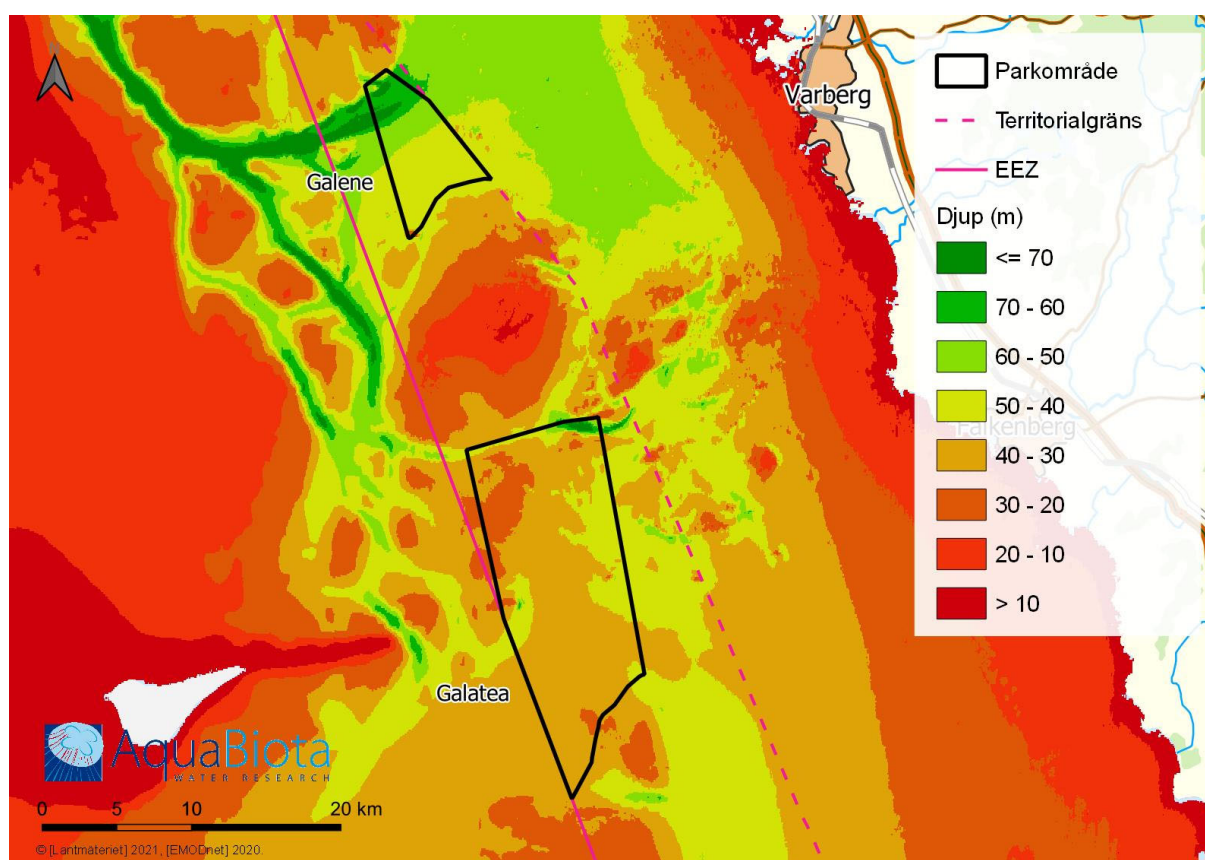 N
Varberg
Galene
Falkenberg
Galatea
Parkområde
Territorialgräns
EEZ
Djup (m)
<= 70
70 - 60
60 - 50
50 - 40
40 - 30
30 - 20
20 - 10
> 10
AquaBiota
WATER RESEARCH
0 5 10 20 km
© [Lantmäteriet] 2021, [EMODnet] 2020.